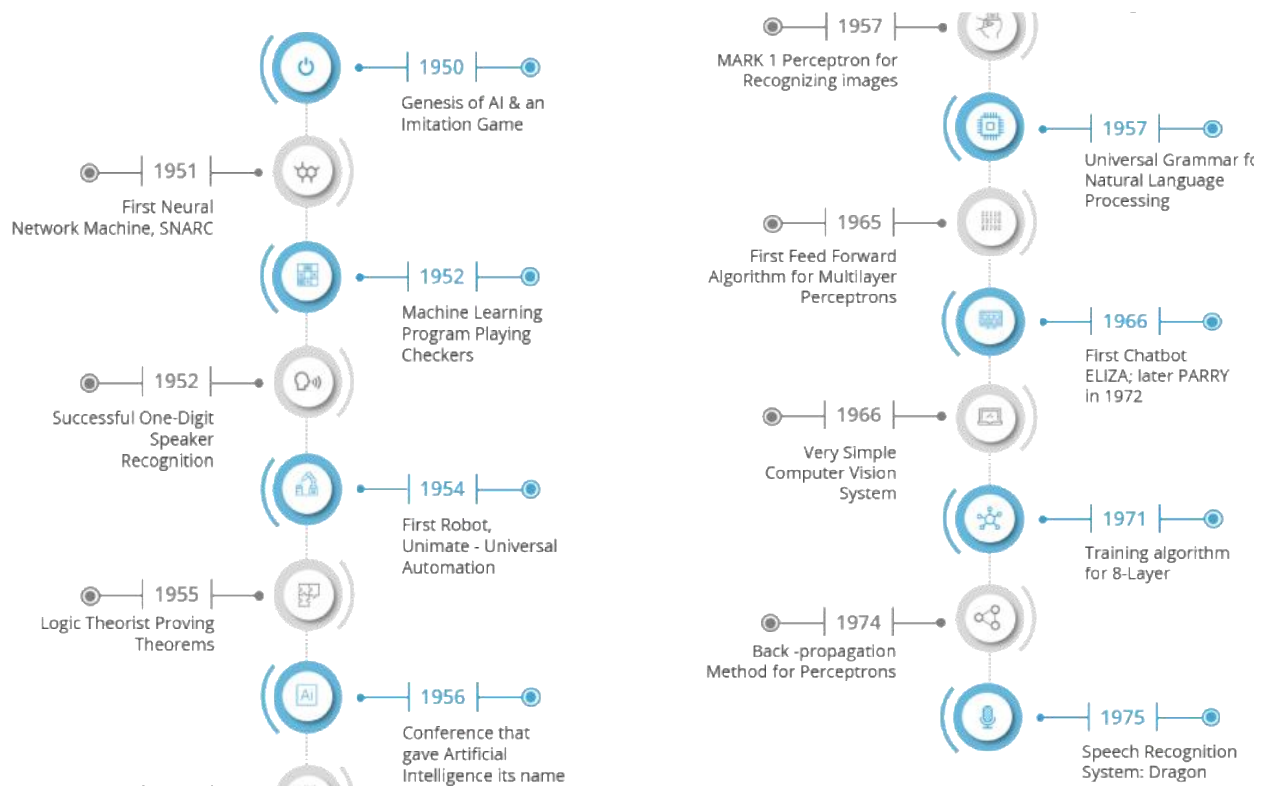 1950
Genesis of AI & an
Imitation Game
1951
First Neural
Network Machine, SNARC
1952
Machine Learning
Program Playing
Checkers
1952
Successful One-Digit
Speaker
Recognition
1954
First Robot,
Unimate - Universal
Automation
1955
Logic Theorist Proving
Theorems
Ai
1956
Conference that
gave Artificial
Intelligence its name
1957
MARK 1 Perceptron for
Recognizing images
1957
Universal Grammar fo
Natural Language
Processing
1965
First Feed Forward
Algorithm for Multilayer
Perceptrons
1966
First Chatbot
ELIZA; later PARRY
in 1972
1966
Very Simple
Computer Vision
System
1971
Training algorithm
for 8-Layer
1974
Back -propagation
Method for Perceptrons
1975
Speech Recognition
System: Dragon